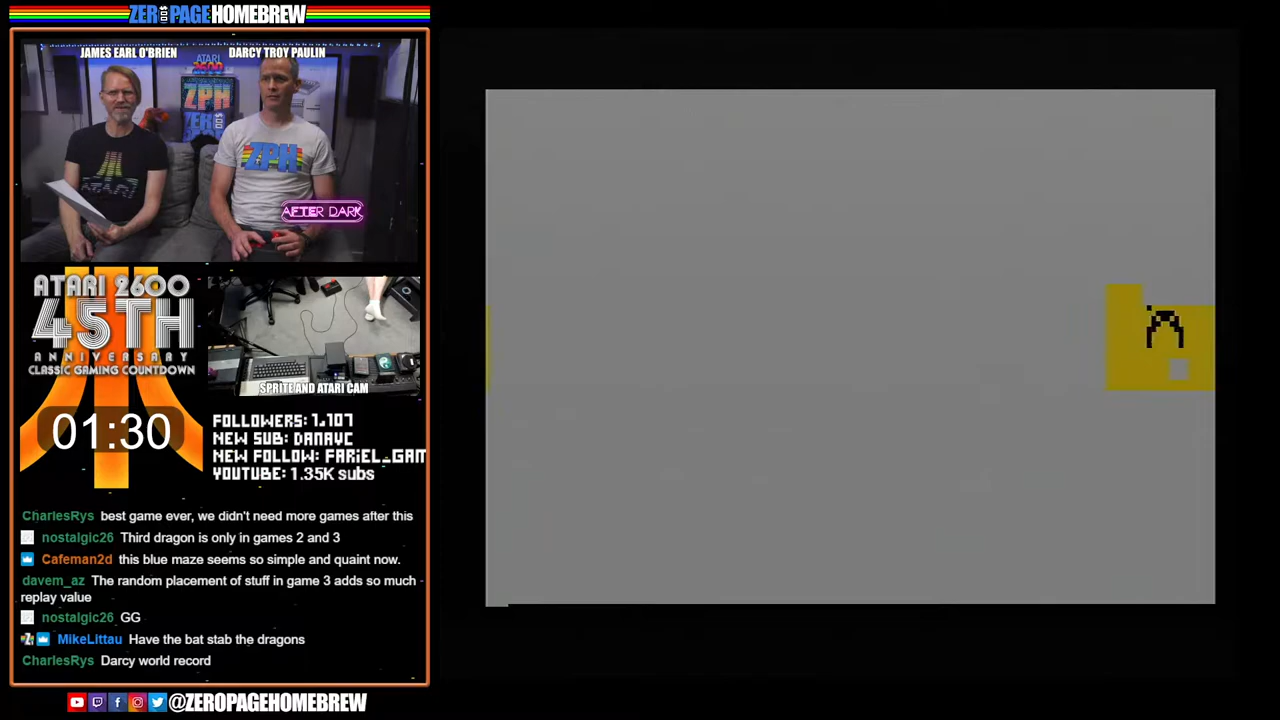 ZERO PAGE HOMEBREW
JAMES EARL O'BRIEN
DARCY TROY PAULIN
ATARI
2600
ZPH
ATARI
ZPH
AFTER DARK
ATARI 2600
45TH
ANNIVERSARY
CLASSIC GAMING COUNTDOWN
01:30
SPRITE AND ATARI CAM
FOLLOWERS: 1,107
NEW SUB: DANAYC
NEW FOLLOW: FARIEL_GAM
YOUTUBE: 1.35K subs
CharlesRys best game ever, we didn't need more games after this
nostalgic26 Third dragon is only in games 2 and 3
Cafeman2d this blue maze seems so simple and quaint now.
davem_az The random placement of stuff in game 3 adds so much
replay value
nostalgic26 GG
MikeLittau Have the bat stab the dragons
CharlesRys Darcy world record
@ZEROPAGEHOMEBREW